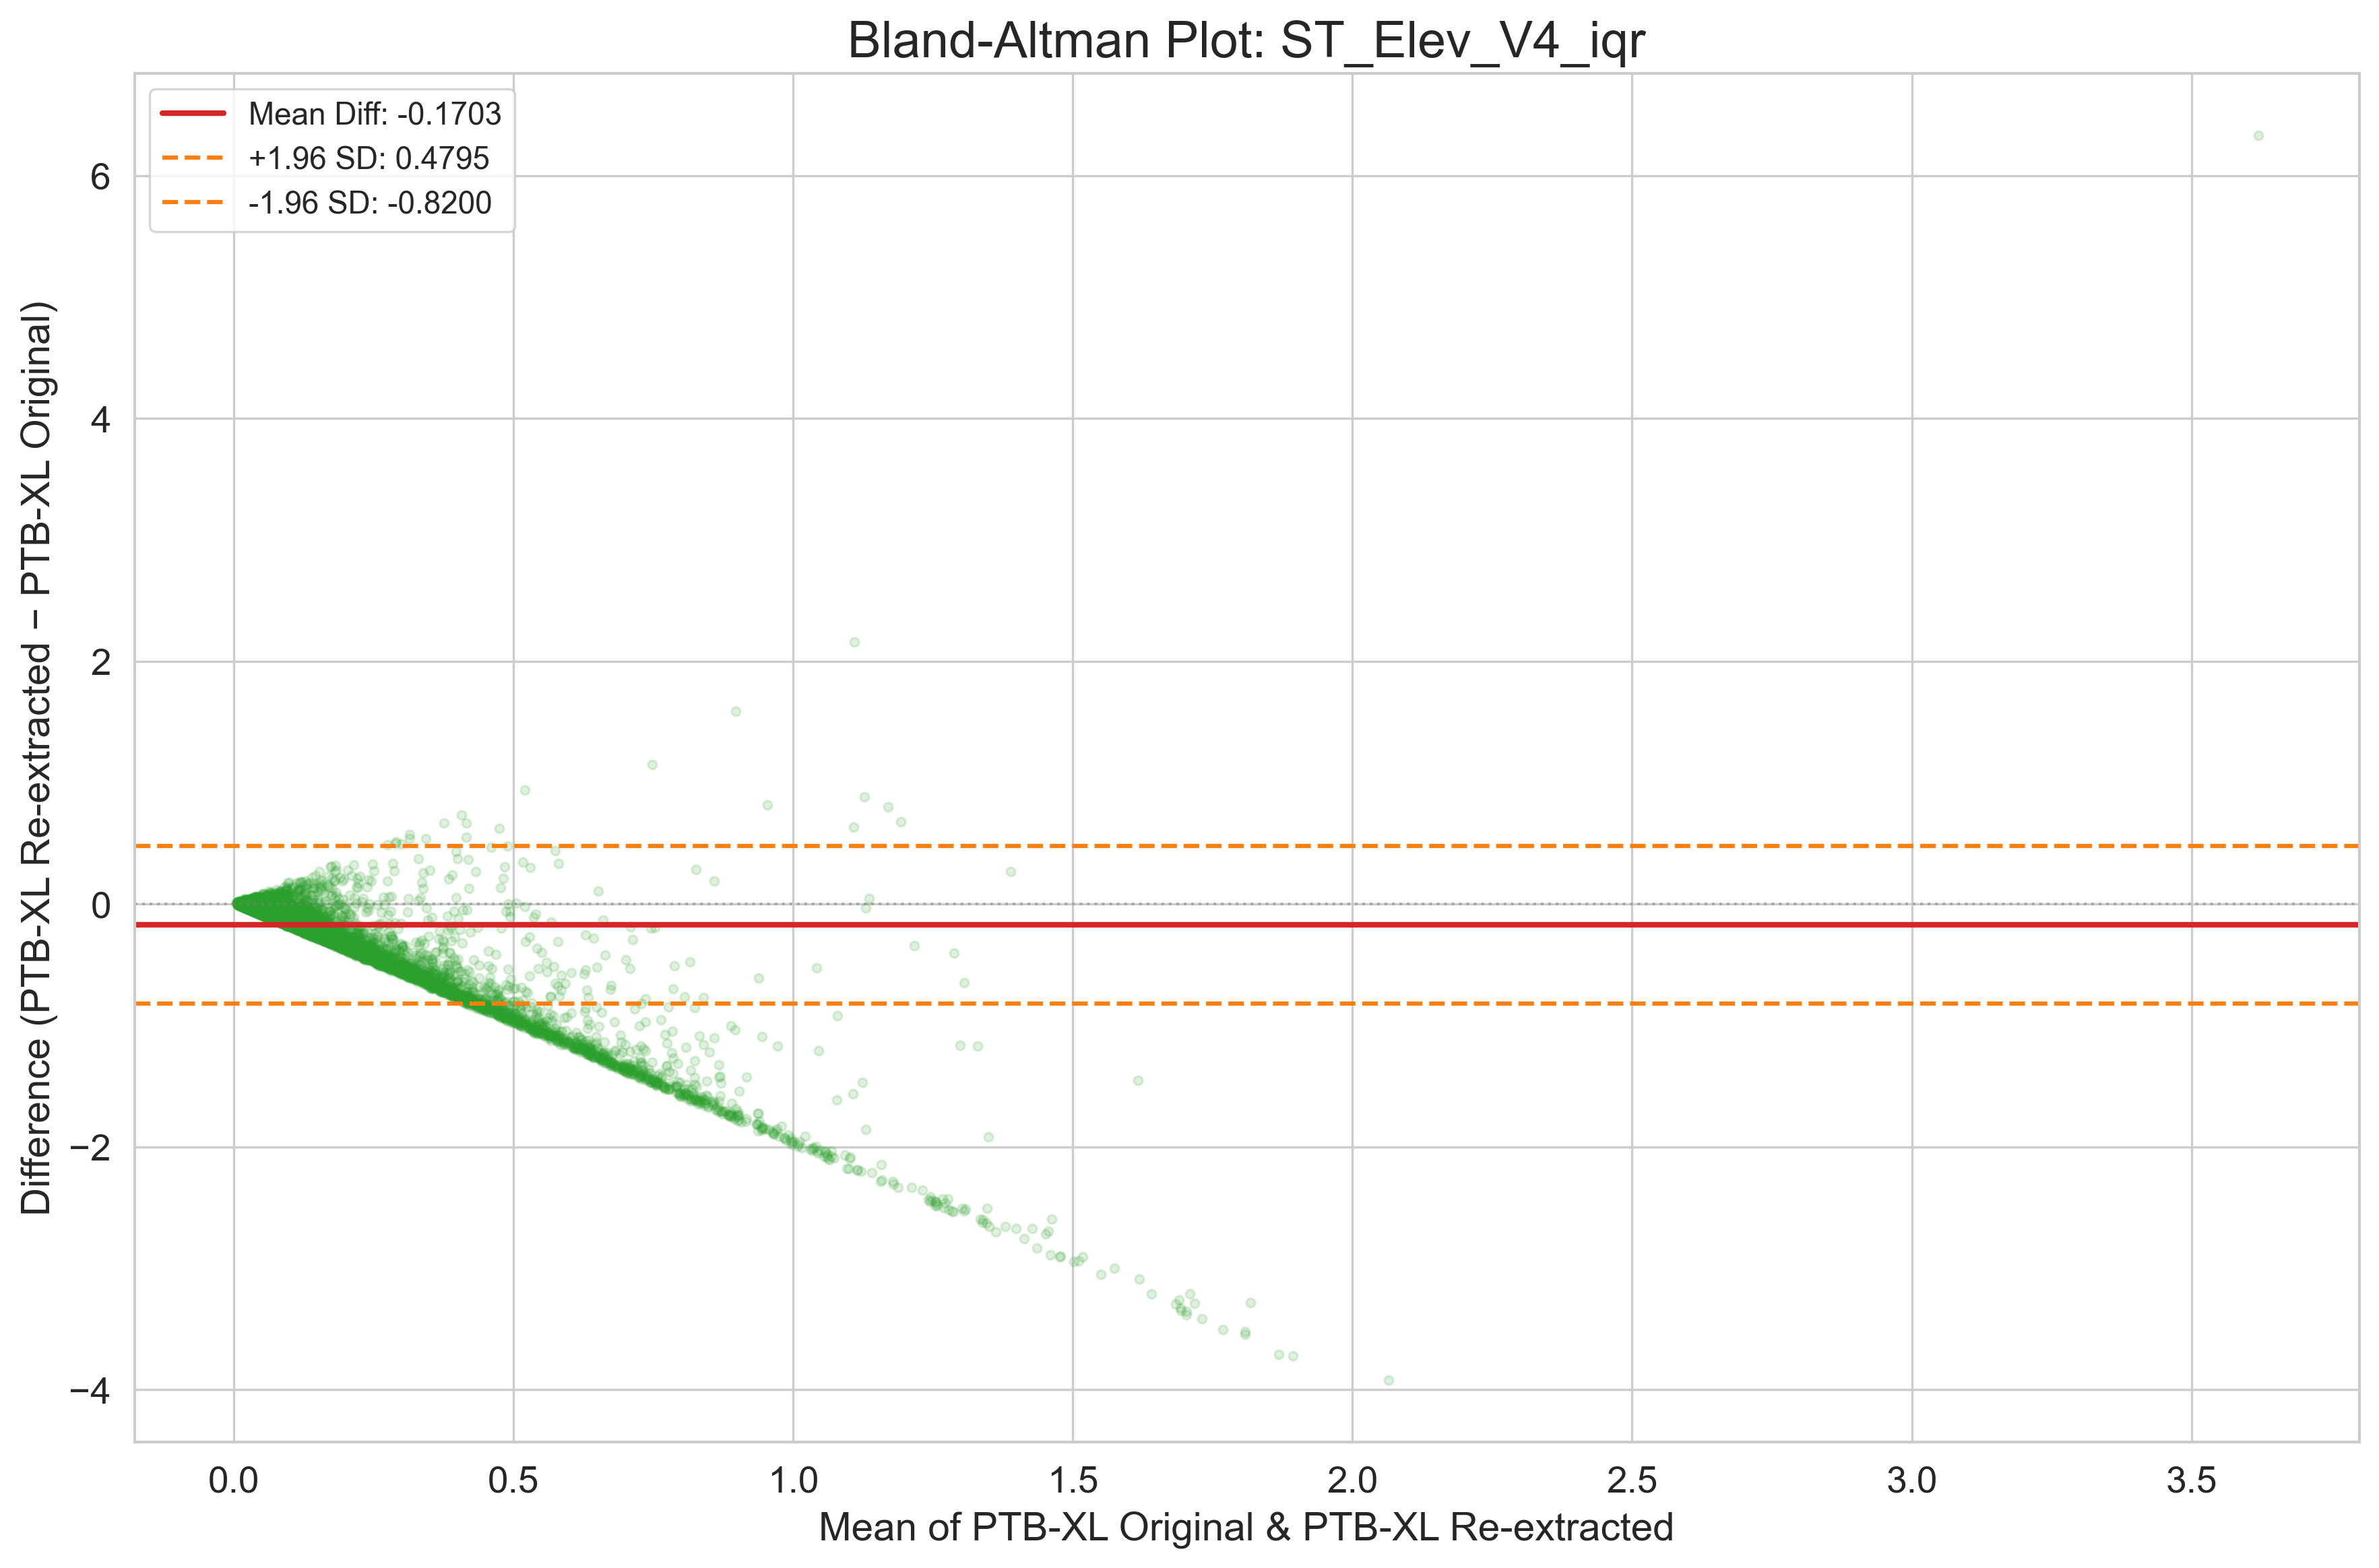 Bland-Altman Plot: ST_Elev_V4_iqr
Mean Diff: -0.1703
+1.96 SD: 0.4795
-1.96 SD: -0.8200
Difference (PTB-XL Re-extracted − PTB-XL Original)
6
4
2
0
−2
−4
0.0
0.5
1.0
1.5
2.0
2.5
3.0
3.5
Mean of PTB-XL Original & PTB-XL Re-extracted